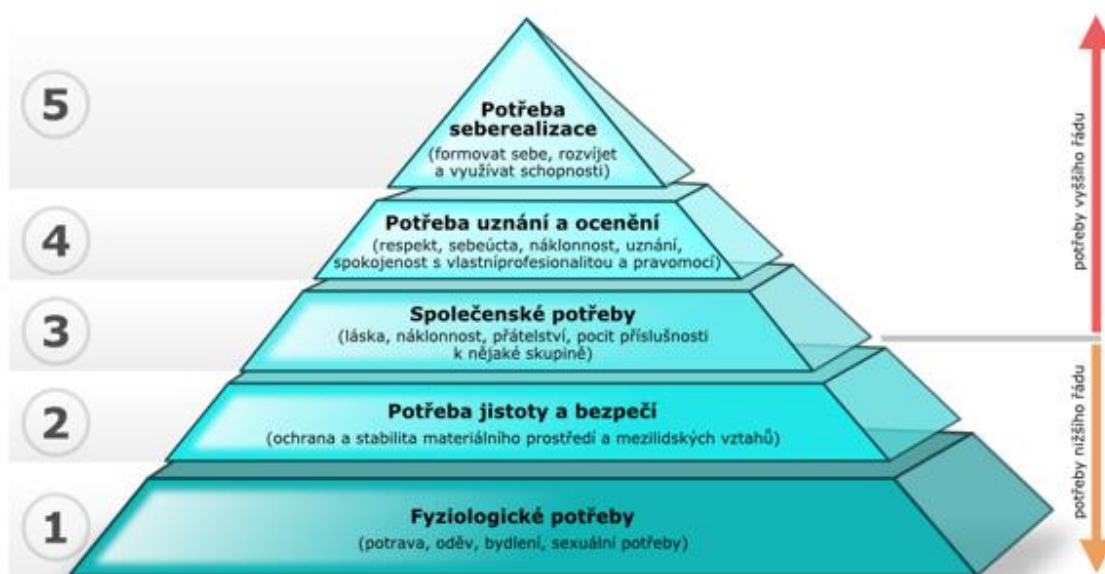 5
Potřeba
seberealizace
(formovat sebe, rozvíjet
a využívat schopnosti)
4
Potřeba uznání a ocenění
(respekt, sebeúcta, náklonnost, uznání,
spokojenost s vlastníprofesionalitou a pravomocí)
3
Společenské potřeby
(láska, náklonnost, přátelství, pocit příslušnosti
k nějaké skupině)
2
Potřeba jistoty a bezpečí
(ochrana a stabilita materiálního prostředí a mezilidských vztahů)
1
Fyziologické potřeby
(potrava, oděv, bydlení, sexuální potřeby)
potřeby vyššího řádu
potřeby nižšího řádu